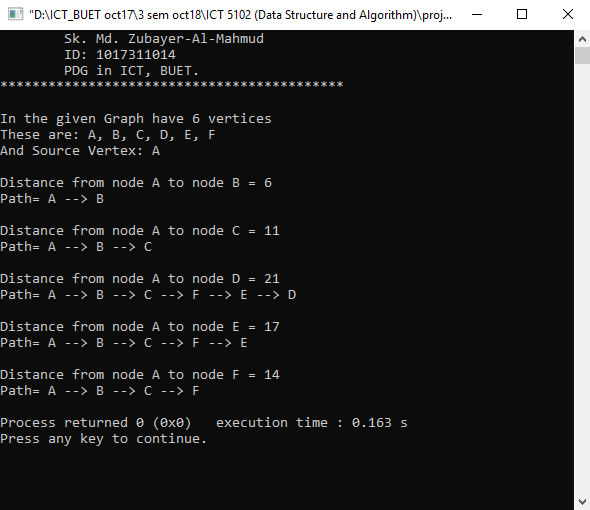 "D:\ICT_BUET oct17\3 sem oct18\ICT 5102 (Data Structure and Algorithm)\proj...
Sk. Md. Zubayer-Al-Mahmud
ID: 1017311014
PDG in ICT, BUET.
*******************************************
In the given Graph have 6 vertices
These are: A, B, C, D, E, F
And Source Vertex: A
Distance from node A to node B = 6
Path= A --> B
Distance from node A to node C = 11
Path= A --> B --> C
Distance from node A to node D = 21
Path= A --> B --> C --> F --> E --> D
Distance from node A to node E = 17
Path= A --> B --> C --> F --> E
Distance from node A to node F = 14
Path= A --> B --> C --> F
Process returned 0 (0x0)   execution time : 0.163 s
Press any key to continue.